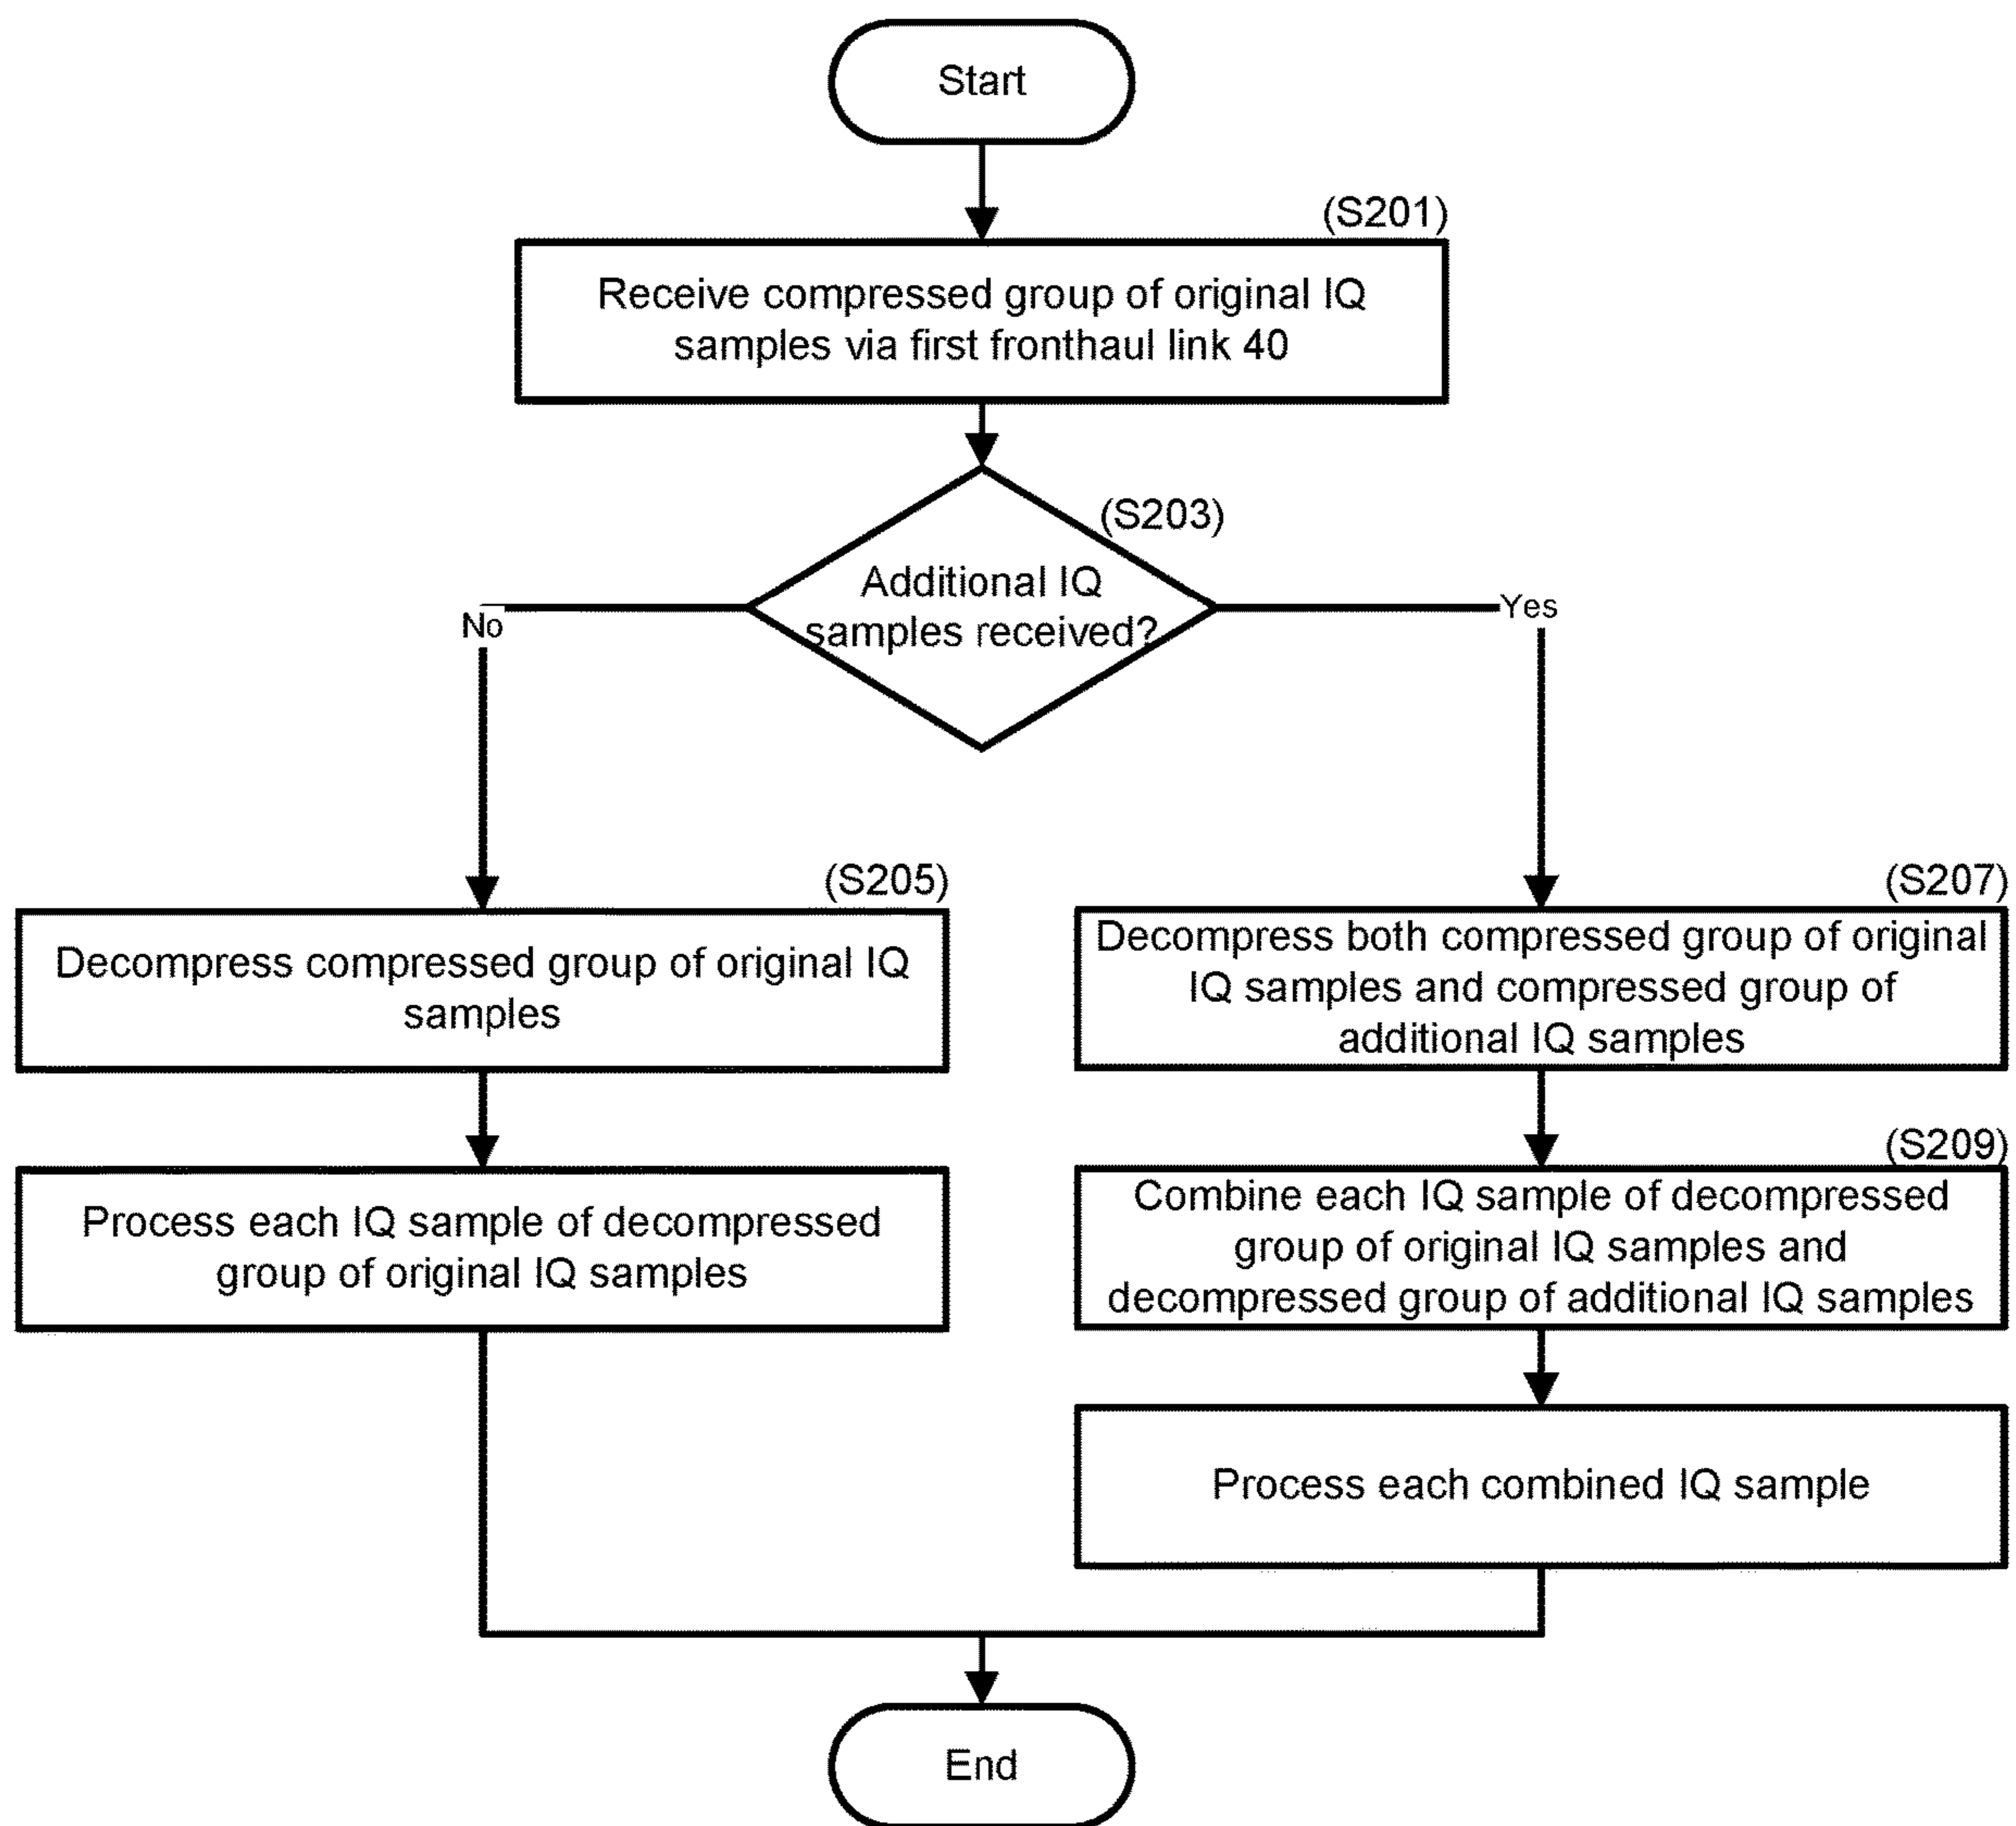 Start
(S201)
Receive compressed group of original IQ
samples via first fronthaul link 40
(S203)
Additional IQ
samples received?
No
Yes
(S205)
Decompress compressed group of original IQ
samples
Process each IQ sample of decompressed
group of original IQ samples
(S207)
Decompress both compressed group of original
IQ samples and compressed group of
additional IQ samples
(S209)
Combine each IQ sample of decompressed
group of original IQ samples and
decompressed group of additional IQ samples
Process each combined IQ sample
End